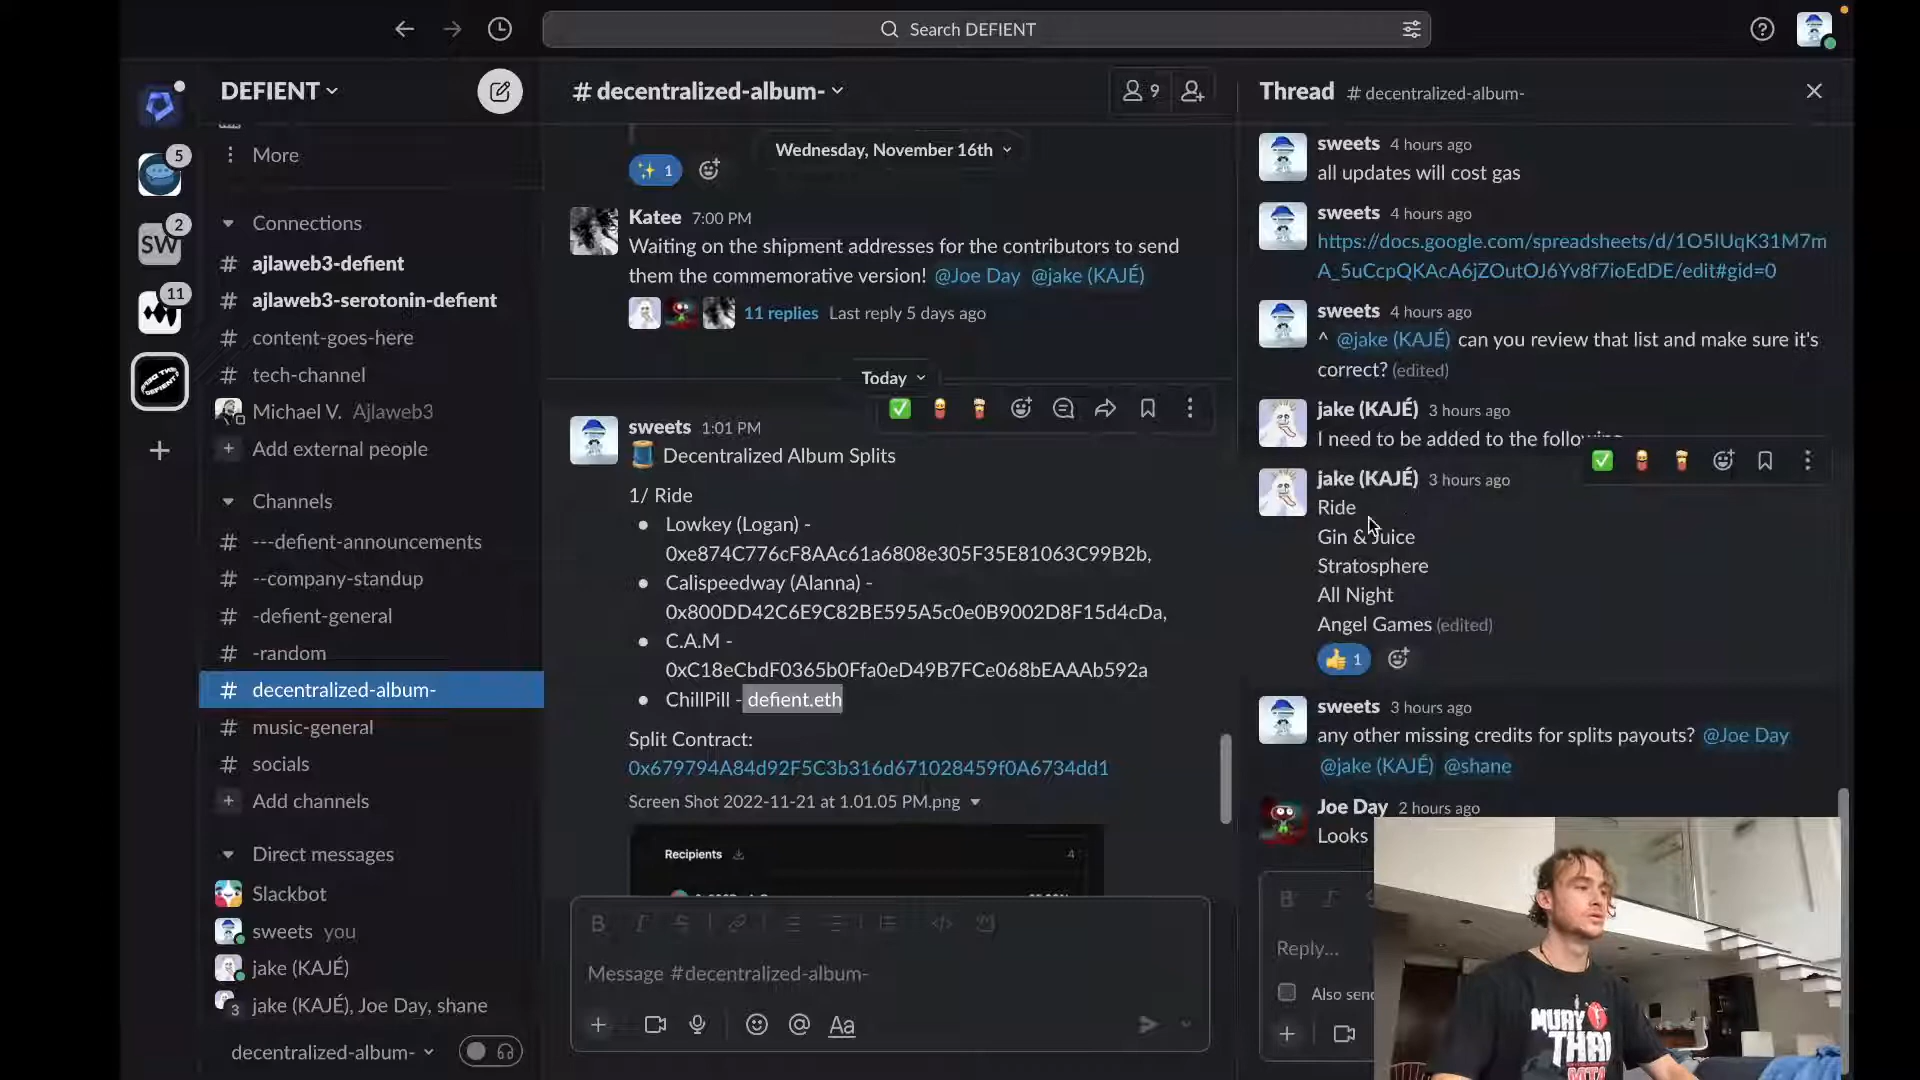 Search DEFIENT
DEFIENT
5
2
SW
11
More
Connections
# ajlaweb3-defient
# ajlaweb3-serotonin-defient
# content-goes-here
# tech-channel
Michael V. Ajlaweb3
+ Add external people
Channels
# ---defient-announcements
# --company-standup
# -defient-general
# -random
# decentralized-album-
# music-general
# socials
+ Add channels
Direct messages
Slackbot
sweets you
jake (KAJÉ)
3 jake (KAJÉ), Joe Day, shane
decentralized-album-
# decentralized-album-
9
Wednesday, November 16th
1
Katee 7:00 PM
Waiting on the shipment addresses for the contributors to send
them the commemorative version! @Joe Day @jake (KAJÉ)
11 replies Last reply 5 days ago
Today
sweets 1:01 PM
Decentralized Album Splits
1/ Ride
• Lowkey (Logan) -
0xe874C776cF8AAc61a6808e305F35E81063C99B2b,
• Calispeedway (Alanna) -
0x800DD42C6E9C82BE595A5c0e0B9002D8F15d4cDa,
• C.A.M -
0xC18eCbdF0365b0Ffa0eD49B7FCe068bEAAAb592a
• ChillPill - defient.eth
Split Contract:
0x679794A84d92F5C3b316d671028459f0A6734dd1
Screen Shot 2022-11-21 at 1.01.05 PM.png
Recipients
4
Message #decentralized-album-
Aa
Thread # decentralized-album-
sweets 4 hours ago
all updates will cost gas
sweets 4 hours ago
https://docs.google.com/spreadsheets/d/1O5IUqK31M7m
A_5uCcpQKAcA6jZOutOJ6Yv8f7ioEdDE/edit#gid=0
sweets 4 hours ago
^ @jake (KAJÉ) can you review that list and make sure it's
correct? (edited)
jake (KAJÉ) 3 hours ago
I need to be added to the following
jake (KAJÉ) 3 hours ago
Ride
Gin & Juice
Stratosphere
All Night
Angel Games (edited)
1
sweets 3 hours ago
any other missing credits for splits payouts? @Joe Day
@jake (KAJÉ) @shane
Joe Day 2 hours ago
Looks
Reply...
Also send
MUAY
THAI